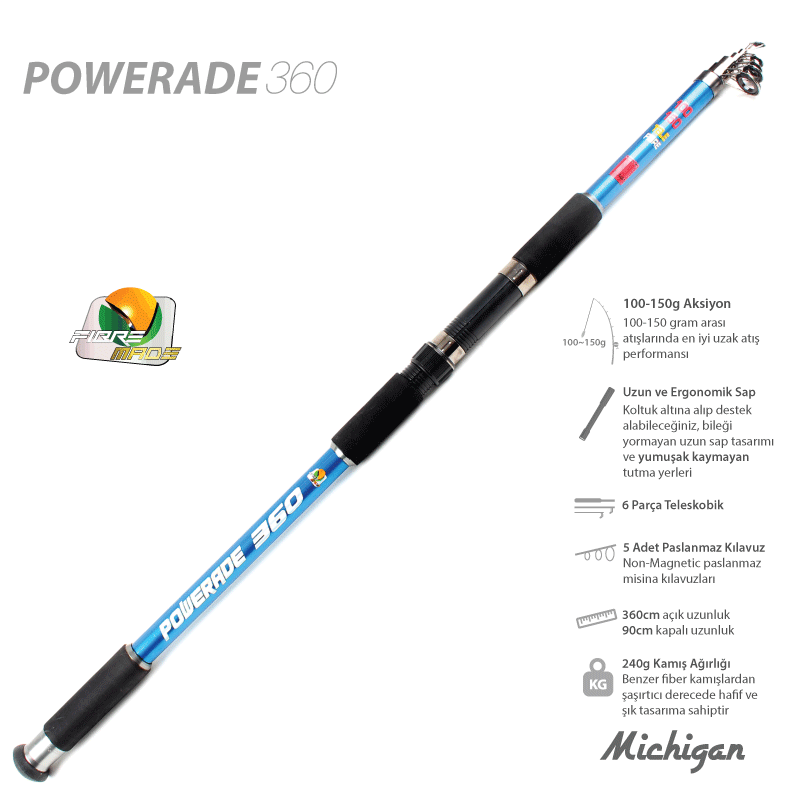 POWERADE 360
FIBRE
MADE
POWERADE 360
100~150g
100-150g Aksiyon
100-150 gram arası
atışlarında en iyi uzak atış
performansı
Uzun ve Ergonomik Sap
Koltuk altına alıp destek
alabileceğiniz, bileği
yormayan uzun sap tasarımı
ve yumuşak kaymayan
tutma yerleri
6 Parça Teleskobik
5 Adet Paslanmaz Kılavuz
Non-Magnetic paslanmaz
misina kılavuzları
360cm açık uzunluk
90cm kapalı uzunluk
KG
240g Kamış Ağırlığı
Benzer fiber kamışlardan
şaşırtıcı derecede hafif ve
şık tasarıma sahiptir
Michigan